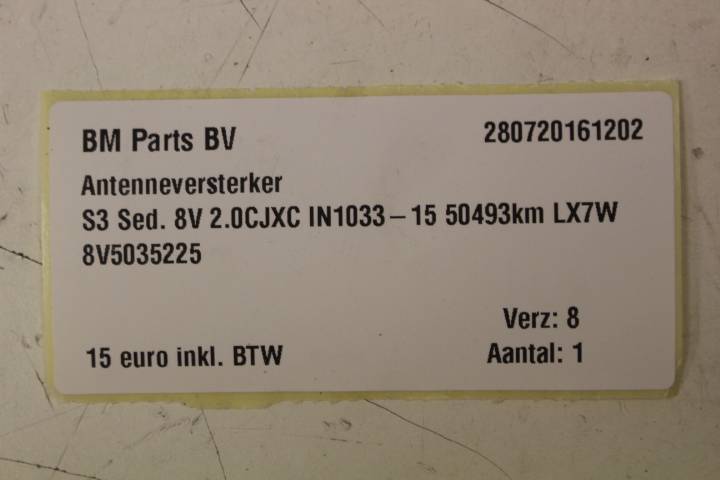 BM Parts BV 280720161202
Antenneversterker
S3 Sed. 8V 2.0CJXC IN1033-15 50493km LX7W
8V5035225
Verz: 8
15 euro inkl. BTW Aantal: 1